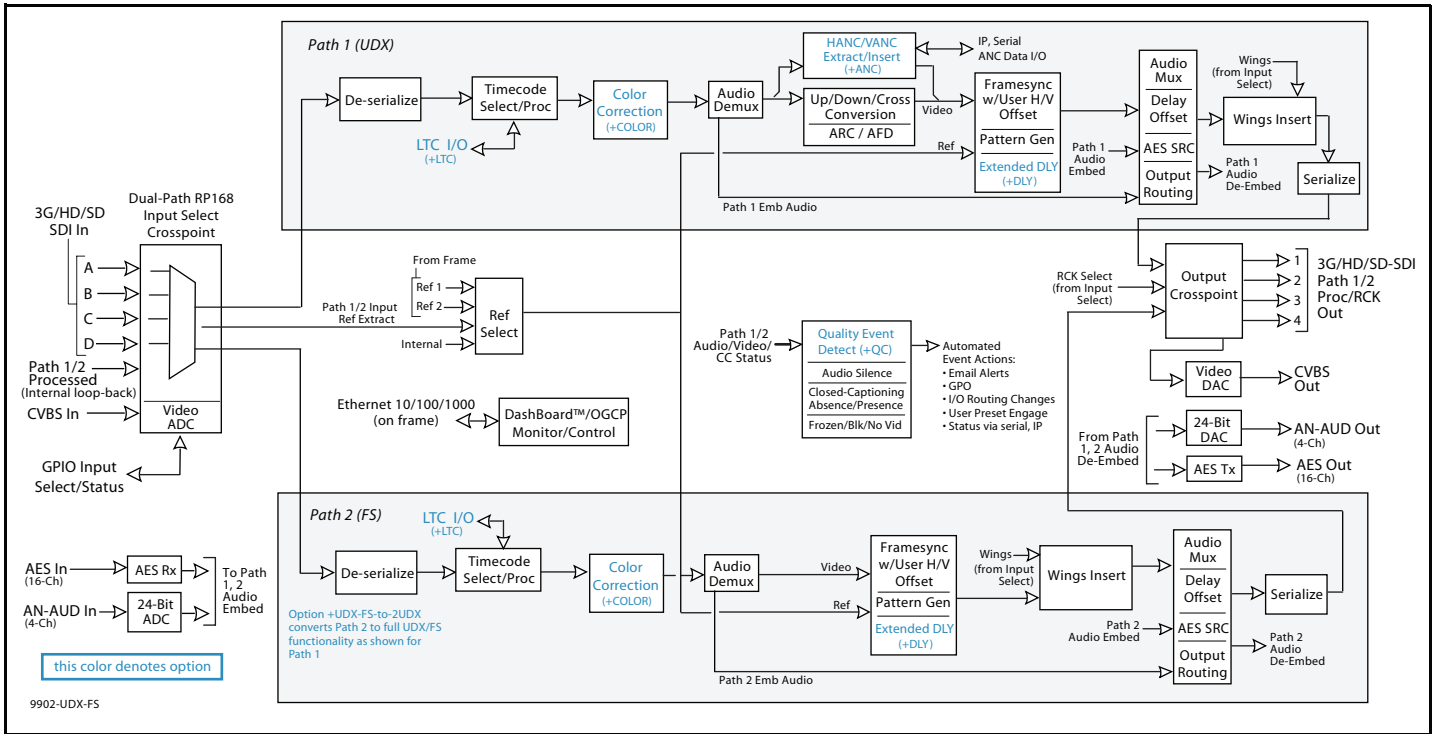 Path 1 (UDX)
De-serialize
Timecode
Select/Proc
LTC I/O
(+LTC)
Color
Correction
(+COLOR)
Audio
Demux
HANC/VANC
Extract/Insert
(+ANC)
IP, Serial
ANC Data I/O
Up/Down/Cross
Conversion
ARC / AFD
Video
Ref
Framesync
w/User H/V
Offset
Pattern Gen
Extended DLY
(+DLY)
Path 1 Emb Audio
Path 1
Audio
Embed
Audio
Mux
Delay
Offset
AES SRC
Output
Routing
Path 1
Audio
De-Embed
Wings
(from Input
Select)
Wings Insert
Serialize
Dual-Path RP168
Input Select
Crosspoint
3G/HD/SD
SDI In
A
B
C
D
Path 1/2
Processed
(Internal loop-back)
CVBS In
Video
ADC
GPIO Input
Select/Status
From Frame
Ref 1
Ref 2
Path 1/2 Input
Ref Extract
Internal
Ref
Select
Ethernet 10/100/1000
(on frame)
DashBoard™/OGCP
Monitor/Control
Path 1/2
Audio/Video/
CC Status
Quality Event
Detect (+QC)
Audio Silence
Closed-Captioning
Absence/Presence
Frozen/Blk/No Vid
Automated
Event Actions:
• Email Alerts
• GPO
• I/O Routing Changes
• User Preset Engage
• Status via serial, IP
RCK Select
(from Input
Select)
Output
Crosspoint
1
2
3
4
3G/HD/SD-SDI
Path 1/2
Proc/RCK
Out
Video
DAC
CVBS
Out
From Path
1, 2 Audio
De-Embed
24-Bit
DAC
AN-AUD Out
(4-Ch)
AES Tx
AES Out
(16-Ch)
AES In
(16-Ch)
AES Rx
AN-AUD In
(4-Ch)
24-Bit
ADC
To Path
1, 2
Audio
Embed
this color denotes option
9902-UDX-FS
Path 2 (FS)
LTC I/O
(+LTC)
De-serialize
Timecode
Select/Proc
Color
Correction
(+COLOR)
Option +UDX-FS-to-2UDX
converts Path 2 to full UDX/FS
functionality as shown for
Path 1
Audio
Demux
Video
Ref
Framesync
w/User H/V
Offset
Pattern Gen
Extended DLY
(+DLY)
Path 2 Emb Audio
Wings
(from Input
Select)
Wings Insert
Path 2
Audio Embed
Audio
Mux
Delay
Offset
AES SRC
Output
Routing
Path 2
Audio
De-Embed
Serialize